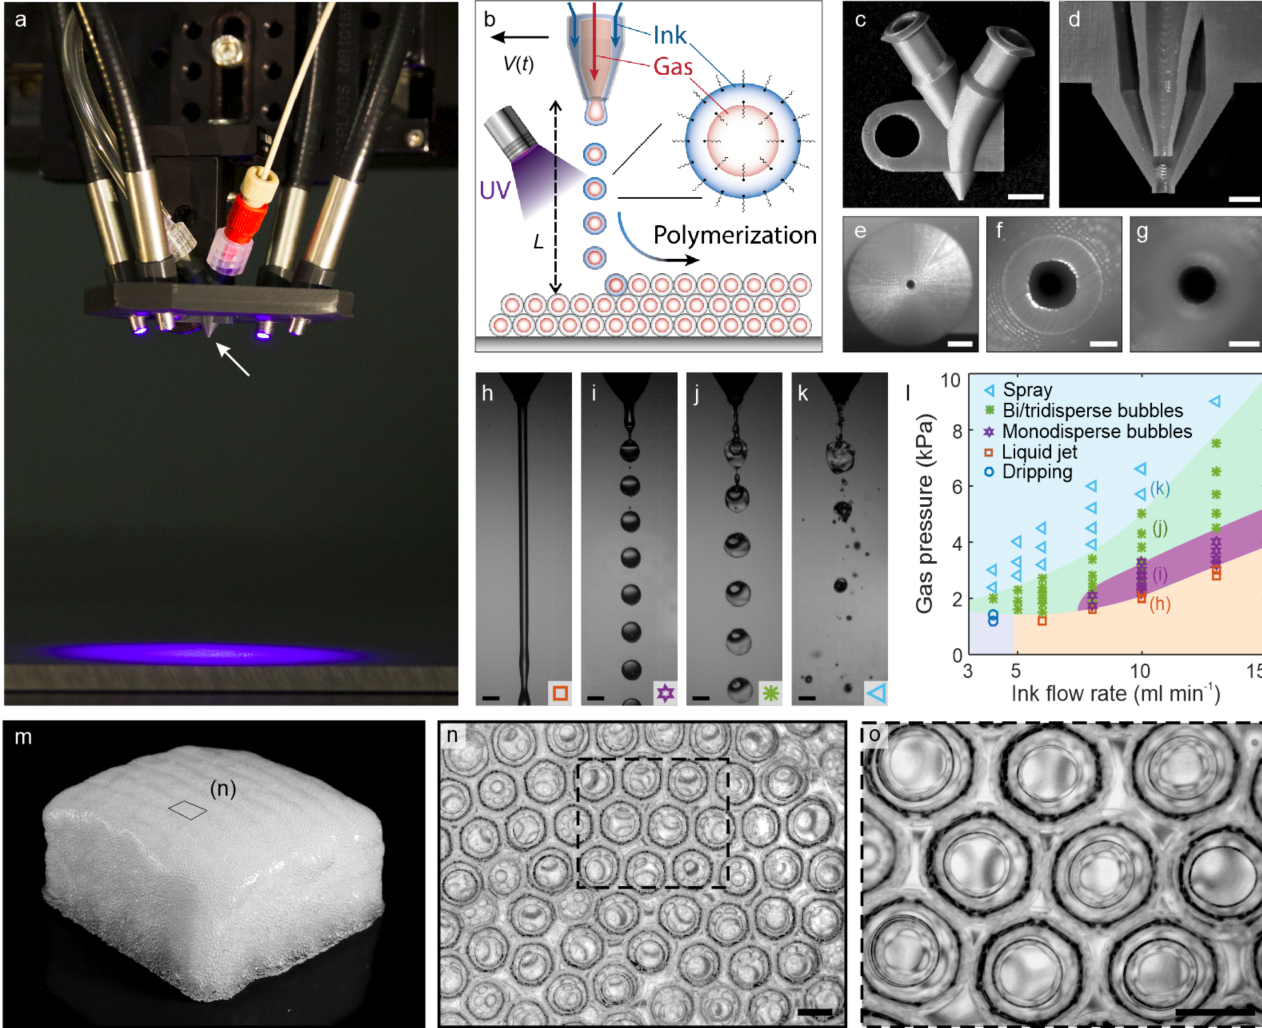 a
b
Ink
Gas
V(t)
UV
L
Polymerization
c
d
e
f
g
h
i
j
k
l
10
8
6
4
2
0
Gas pressure (kPa)
Spray
Bi/tridisperse bubbles
Monodisperse bubbles
Liquid jet
Dripping
(k)
(j)
(i)
(h)
5
10
15
Ink flow rate (ml min⁻¹)
m
(n)
n
o